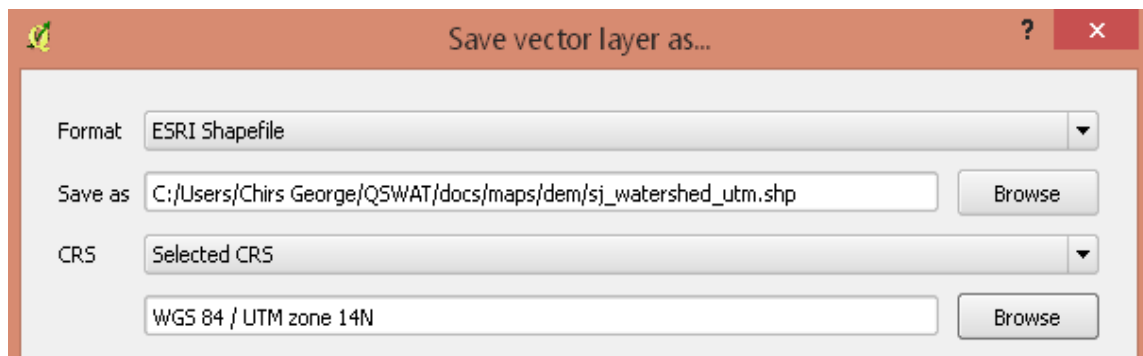 Save vector layer as...
? ×
Format ESRI Shapefile
Save as C:/Users/Chirs George/QSWAT/docs/maps/dem/sj_watershed_utm.shp Browse
CRS Selected CRS
WGS 84 / UTM zone 14N Browse